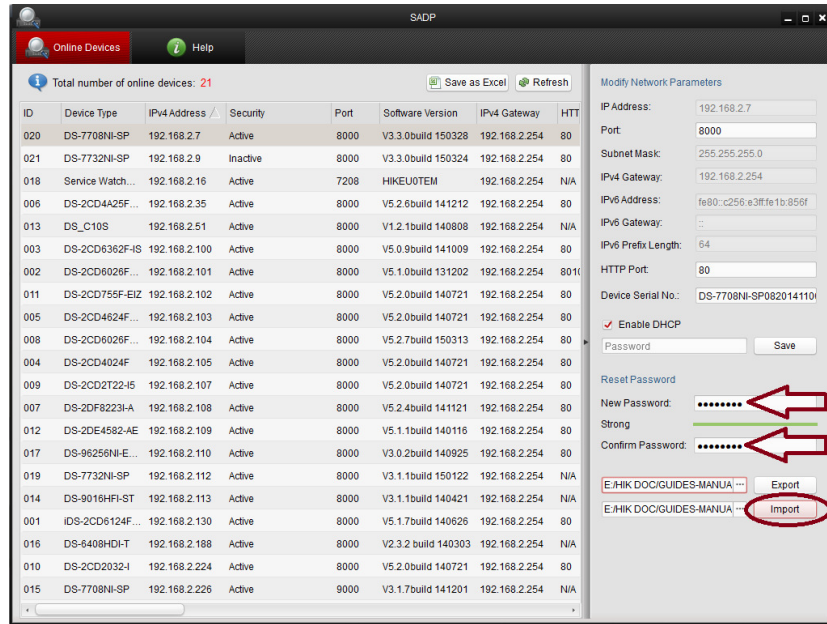 SADP
Online Devices
Help
Total number of online devices: 21
Save as Excel
Refresh
ID Device Type IPv4 Address Security Port Software Version IPv4 Gateway HTT
020 DS-7708NI-SP 192.168.2.7 Active 8000 V3.3.0build 150328 192.168.2.254 80
021 DS-7732NI-SP 192.168.2.9 Inactive 8000 V3.3.0build 150324 192.168.2.254 80
018 Service Watch... 192.168.2.16 Active 7208 HIKEU0TEM 192.168.2.254 N/A
006 DS-2CD4A25F... 192.168.2.35 Active 8000 V5.2.6build 141212 192.168.2.254 80
013 DS_C10S 192.168.2.51 Active 8000 V1.2.1build 140808 192.168.2.254 N/A
003 DS-2CD6362F-IS 192.168.2.100 Active 8000 V5.0.9build 141009 192.168.2.254 80
002 DS-2CD6026F... 192.168.2.101 Active 8000 V5.1.0build 131202 192.168.2.254 8010
011 DS-2CD755F-EIZ 192.168.2.102 Active 8000 V5.2.0build 140721 192.168.2.254 80
005 DS-2CD4624F... 192.168.2.103 Active 8000 V5.2.0build 140721 192.168.2.254 80
008 DS-2CD6026F... 192.168.2.104 Active 8000 V5.2.7build 150313 192.168.2.254 80
004 DS-2CD4024F 192.168.2.105 Active 8000 V5.2.0build 140721 192.168.2.254 80
009 DS-2CD2T22-I5 192.168.2.107 Active 8000 V5.2.0build 140721 192.168.2.254 80
007 DS-2DF8223I-A 192.168.2.108 Active 8000 V5.2.4build 141121 192.168.2.254 80
012 DS-2DE4582-AE 192.168.2.109 Active 8000 V5.1.1build 140116 192.168.2.254 80
017 DS-96256NI-E... 192.168.2.110 Active 8000 V3.0.2build 140925 192.168.2.254 80
019 DS-7732NI-SP 192.168.2.112 Active 8000 V3.1.1build 150122 192.168.2.254 N/A
014 DS-9016HFI-ST 192.168.2.113 Active 8000 V3.1.1build 140421 192.168.2.254 N/A
001 iDS-2CD6124F... 192.168.2.130 Active 8000 V5.1.7build 140626 192.168.2.254 80
016 DS-6408HDI-T 192.168.2.188 Active 8000 V2.3.2 build 140303 192.168.2.254 N/A
010 DS-2CD2032-I 192.168.2.224 Active 8000 V5.2.0build 140721 192.168.2.254 80
015 DS-7708NI-SP 192.168.2.226 Active 9000 V3.1.7build 141201 192.168.2.254 N/A
Modify Network Parameters
IP Address: 192.168.2.7
Port: 8000
Subnet Mask: 255.255.255.0
IPv4 Gateway: 192.168.2.254
IPv6 Address: fe80::c256:e3ff:fe1b:856f
IPv6 Gateway: ::
IPv6 Prefix Length: 64
HTTP Port: 80
Device Serial No.: DS-7708NI-SP0820141106
Enable DHCP
Password Save
Reset Password
New Password: ●●●●●●●●
Strong
Confirm Password: ●●●●●●●●
E:/HIK DOC/GUIDES-MANUA ... Export
E:/HIK DOC/GUIDES-MANUA ... Import